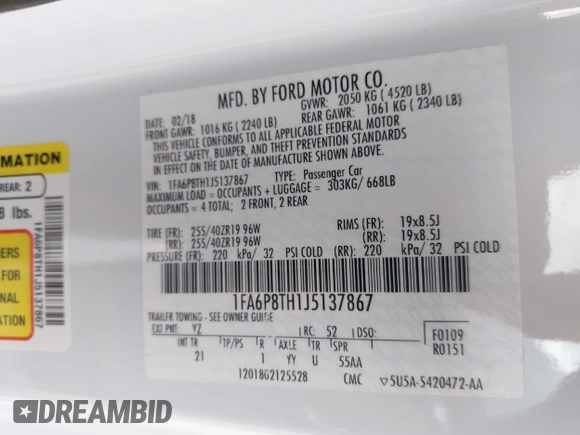 MFD. BY FORD MOTOR CO.
DATE: 02/18 GVWR: 2050 KG ( 4520 LB)
FRONT GAWR: 1016 KG ( 2240 LB) REAR GAWR: 1061 KG ( 2340 LB)
THIS VEHICLE CONFORMS TO ALL APPLICABLE FEDERAL MOTOR
VEHICLE SAFETY, BUMPER, AND THEFT PREVENTION STANDARDS
IN EFFECT ON THE DATE OF MANUFACTURE SHOWN ABOVE.
VIN: 1FA6P8TH1J5137867 TYPE: Passenger Car
MAXIMUM LOAD = OCCUPANTS + LUGGAGE = 303KG/ 668LB
OCCUPANTS = 4 TOTAL; 2 FRONT, 2 REAR
TIRE (FR): 255/40ZR19 96W RIMS (FR): 19x8.5J
(RR): 255/40ZR19 96W (RR): 19x8.5J
PRESSURE (FR): 220 kPa/ 32 PSI COLD (RR): 220 kPa/ 32 PSI COLD
1FA6P8TH1J5137867
TRAILER TOWING - SEE OWNER GUIDE
EXT PNT: YZ RC: 52 DSO:
INT TR TP/PS R AXLE TR SPR
21 1 YY U 55AA
F0109
R0151
1201802125528 CMC 5U5A-5420472-AA
RMATION
REAR: 2
8 lbs.
1FA6P8TH1J5137867
ERS
FOR
NAL
ON
DREAMBID